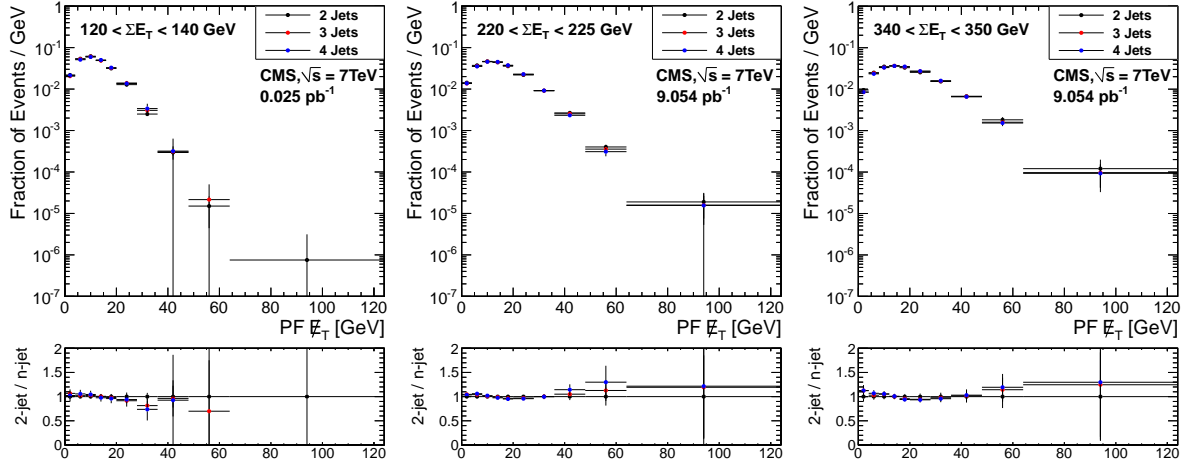 120 < ΣE_T < 140 GeV
2 Jets
3 Jets
4 Jets
CMS, √s = 7TeV
0.025 pb⁻¹
Fraction of Events / GeV
10⁻¹
10⁻²
10⁻³
10⁻⁴
10⁻⁵
10⁻⁶
10⁻⁷
0 20 40 60 80 100 120
PF E̸_T [GeV]
2-jet / n-jet
2
1.5
1
0.5
0
0 20 40 60 80 100 120
220 < ΣE_T < 225 GeV
2 Jets
3 Jets
4 Jets
CMS, √s = 7TeV
9.054 pb⁻¹
Fraction of Events / GeV
10⁻¹
10⁻²
10⁻³
10⁻⁴
10⁻⁵
10⁻⁶
10⁻⁷
0 20 40 60 80 100 120
PF E̸_T [GeV]
2-jet / n-jet
2
1.5
1
0.5
0
0 20 40 60 80 100 120
340 < ΣE_T < 350 GeV
2 Jets
3 Jets
4 Jets
CMS, √s = 7TeV
9.054 pb⁻¹
Fraction of Events / GeV
10⁻¹
10⁻²
10⁻³
10⁻⁴
10⁻⁵
10⁻⁶
10⁻⁷
0 20 40 60 80 100 120
PF E̸_T [GeV]
2-jet / n-jet
2
1.5
1
0.5
0
0 20 40 60 80 100 120